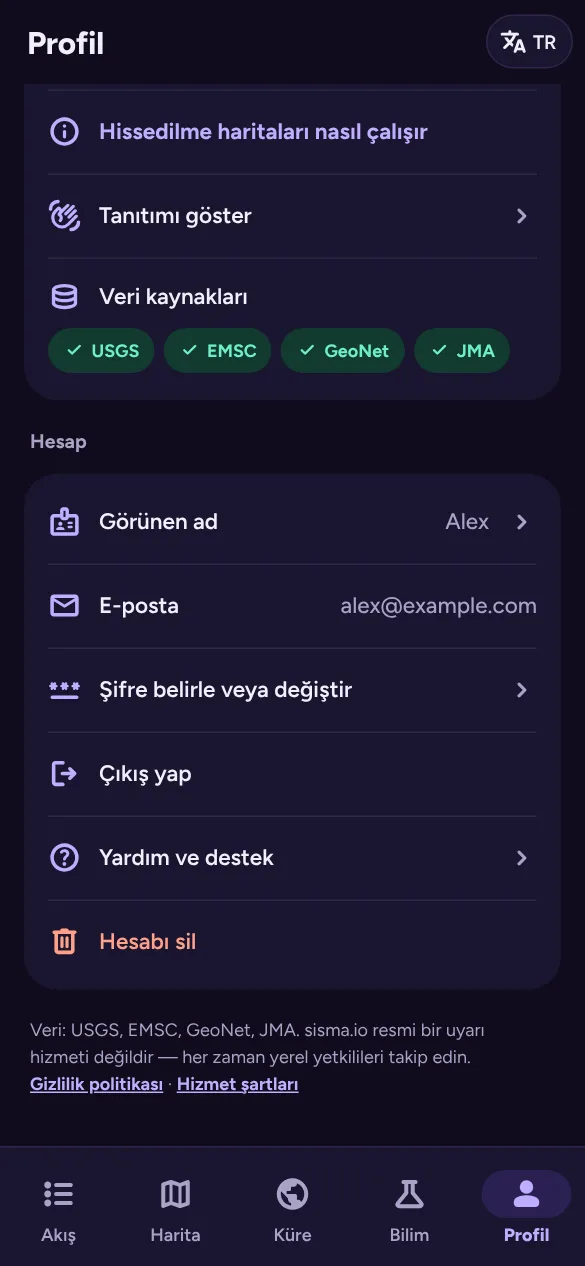 Profil
TR
Hissedilme haritaları nasıl çalışır
Tanıtımı göster
Veri kaynakları
USGS
EMSC
GeoNet
JMA
Hesap
Görünen ad
Alex
E-posta
alex@example.com
Şifre belirle veya değiştir
Çıkış yap
Yardım ve destek
Hesabı sil
Veri: USGS, EMSC, GeoNet, JMA. sisma.io resmi bir uyarı
hizmeti değildir — her zaman yerel yetkilileri takip edin.
Gizlilik politikası · Hizmet şartları
Akış
Harita
Küre
Bilim
Profil